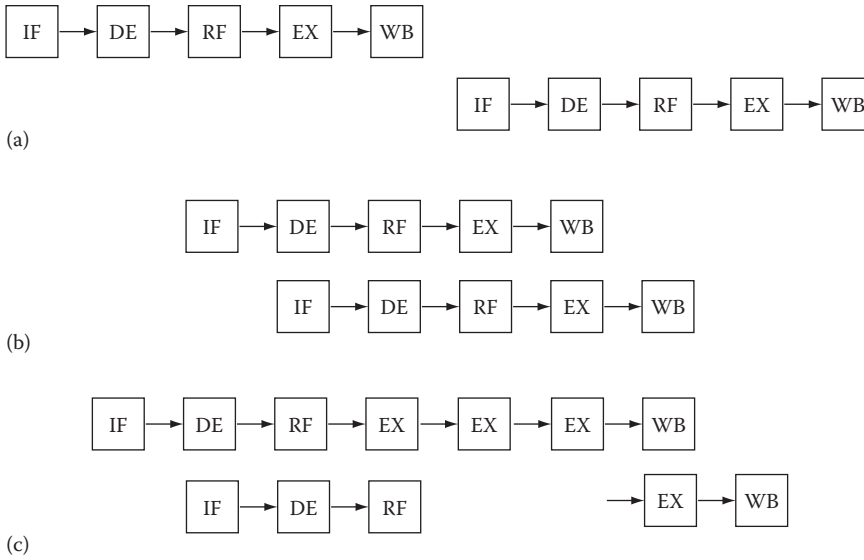 IF DE RF EX WB
IF DE RF EX WB
(a)
IF DE RF EX WB
IF DE RF EX WB
(b)
IF DE RF EX EX EX WB
IF DE RF EX WB
(c)